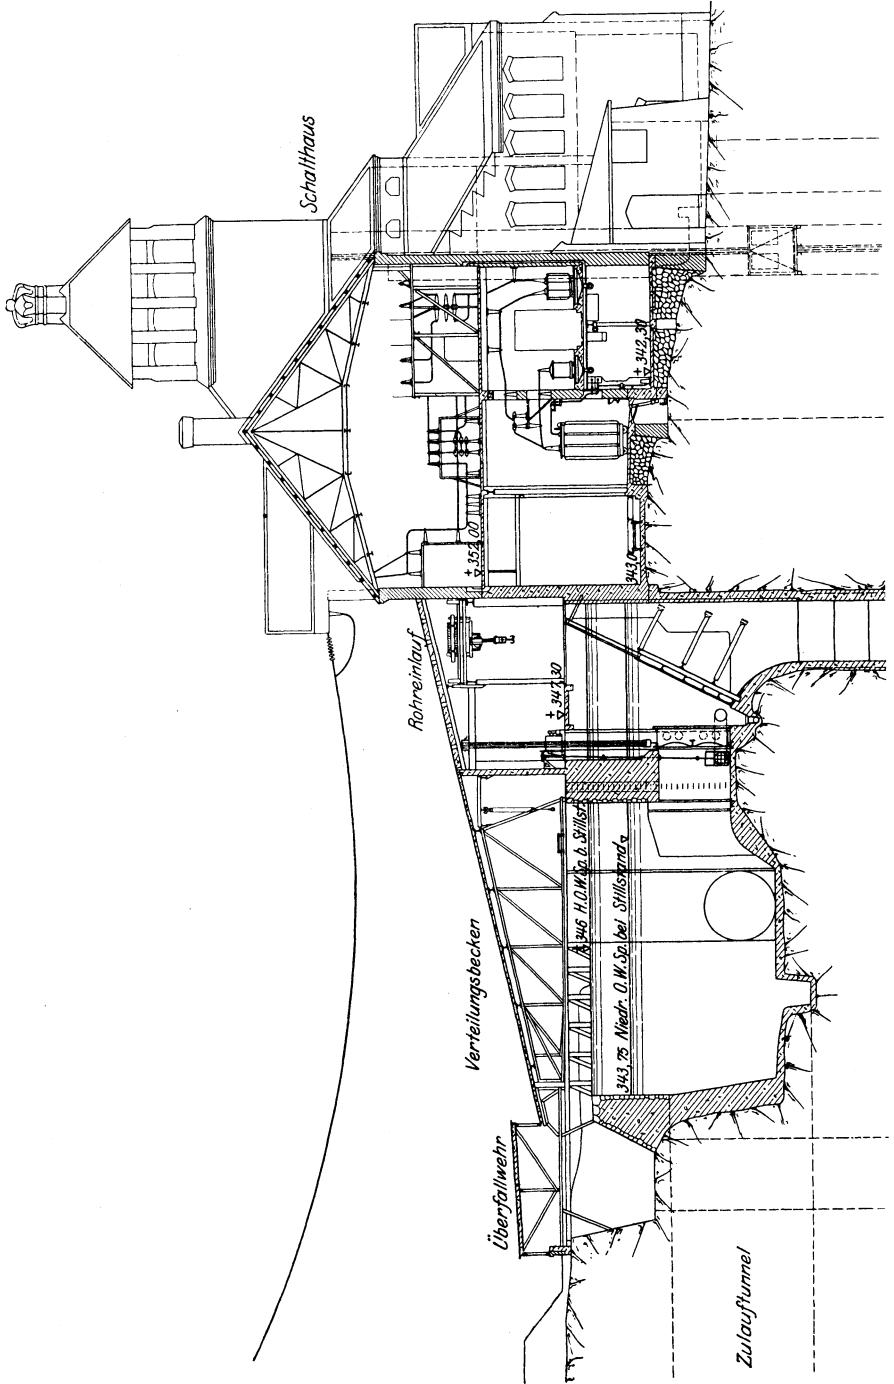 Schalthaus
Rohreinlauf
Verteilungsbecken
Überfallwehr
Zulauftunnel
+352,00
+342,30
343,0
+347,30
346 H.O.W.Sp. b. Stillst.
343,75 Niedr. O.W.Sp. bei Stillstand